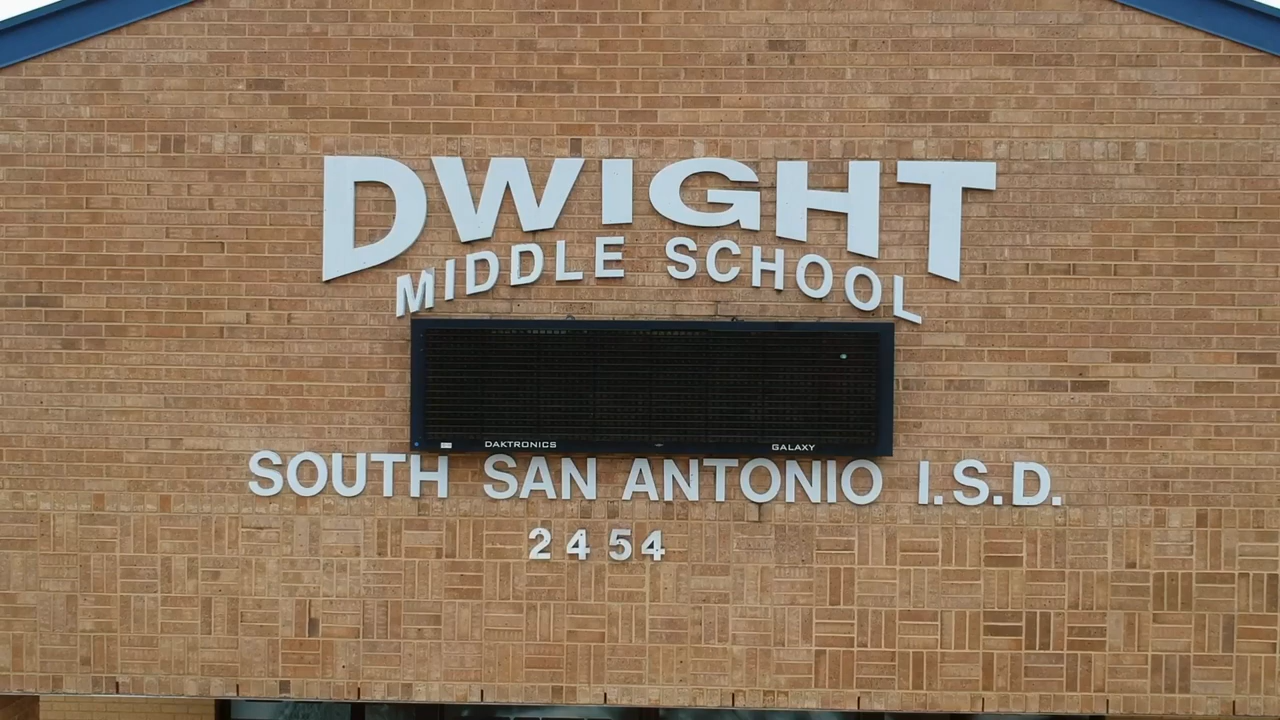 DWIGHT
MIDDLE SCHOOL
DAKTRONICS GALAXY
SOUTH SAN ANTONIO I.S.D.
2454